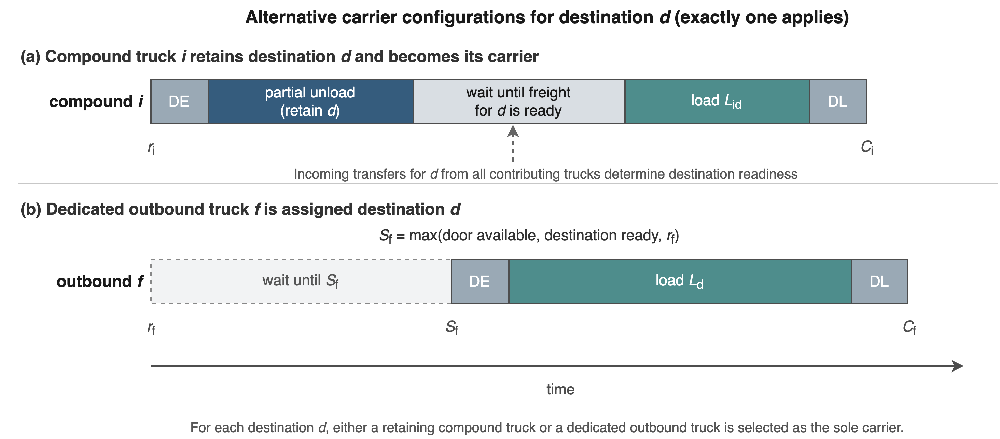 Alternative carrier configurations for destination d (exactly one applies)
(a) Compound truck i retains destination d and becomes its carrier
compound i
DE
partial unload
(retain d)
wait until freight
for d is ready
load Lid
DL
ri
Ci
Incoming transfers for d from all contributing trucks determine destination readiness
(b) Dedicated outbound truck f is assigned destination d
Sf = max(door available, destination ready, rf)
outbound f
wait until Sf
DE
load Ld
DL
rf
Sf
Cf
time
For each destination d, either a retaining compound truck or a dedicated outbound truck is selected as the sole carrier.